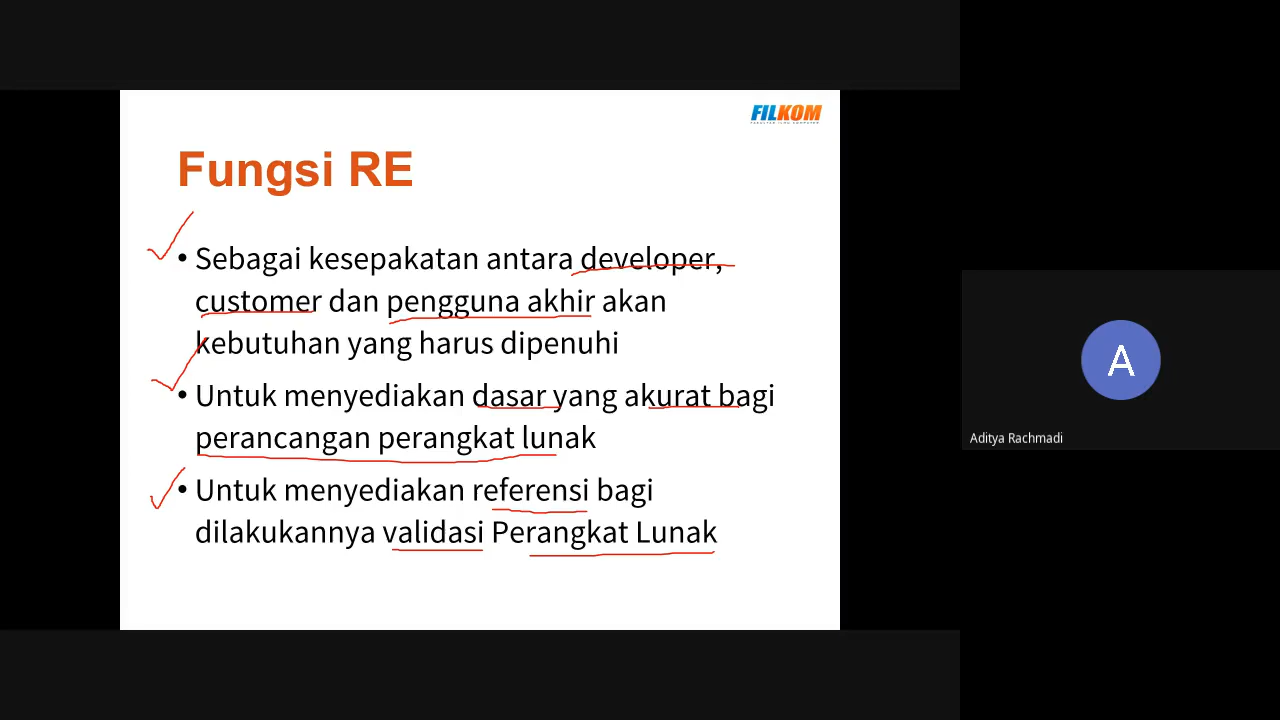 FILKOM
Fungsi RE
• Sebagai kesepakatan antara developer,
customer dan pengguna akhir akan
kebutuhan yang harus dipenuhi
• Untuk menyediakan dasar yang akurat bagi
perancangan perangkat lunak
• Untuk menyediakan referensi bagi
dilakukannya validasi Perangkat Lunak
A
Aditya Rachmadi